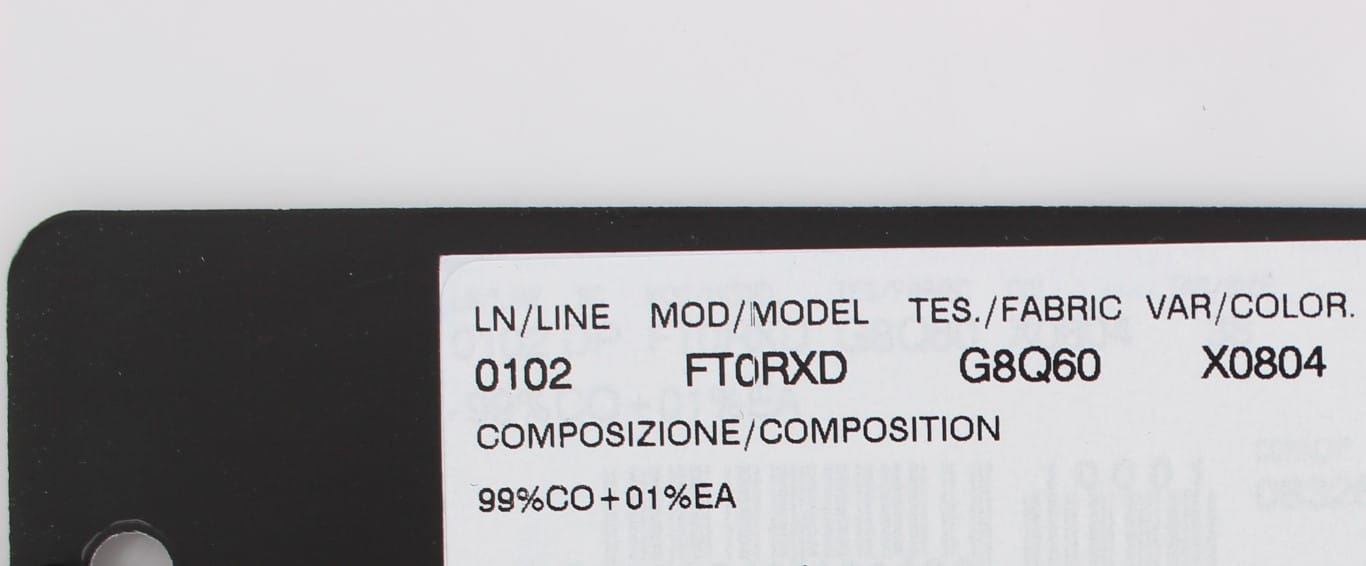 LN/LINE MOD/MODEL TES./FABRIC VAR/COLOR.
0102 FT0RXD G8Q60 X0804
COMPOSIZIONE/COMPOSITION
99%CO+01%EA